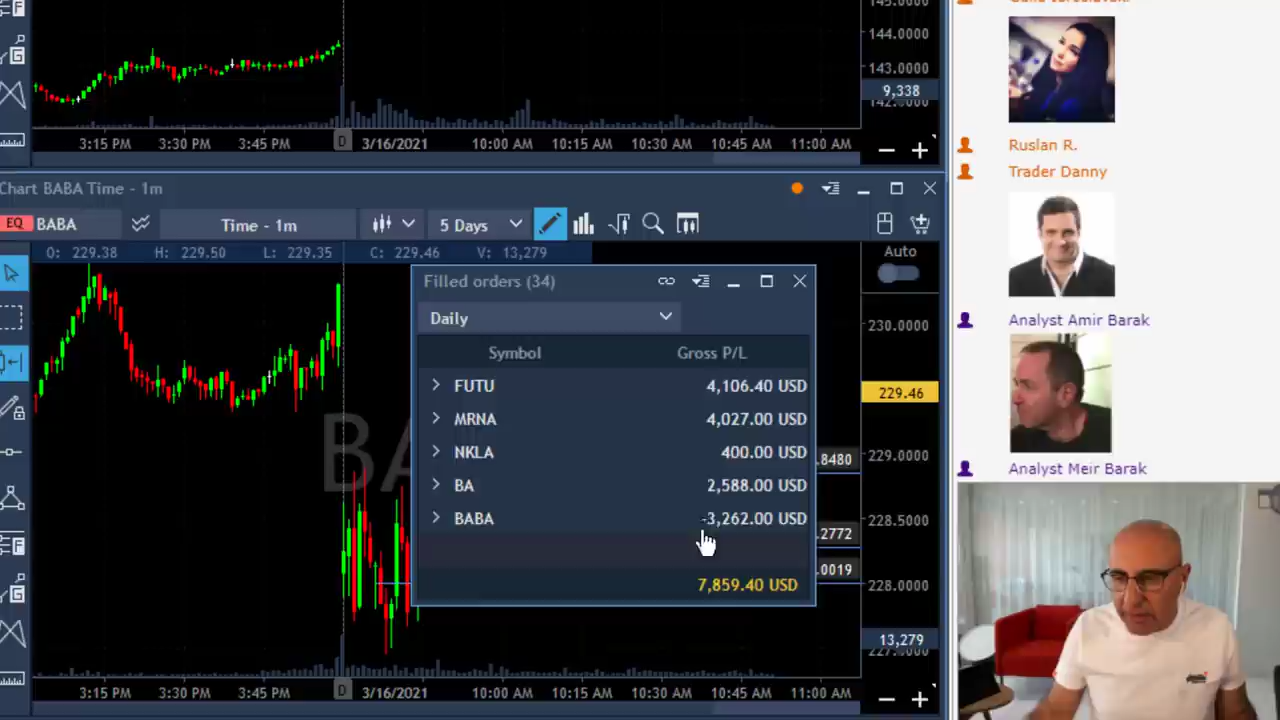 145.0000
144.0000
143.0000
9,338
3:15 PM 3:30 PM 3:45 PM D 3/16/2021 10:00 AM 10:15 AM 10:30 AM 10:45 AM 11:00 AM
Chart BABA Time - 1m
EQ BABA Time - 1m 5 Days
O: 229.38 H: 229.50 L: 229.35 C: 229.46 V: 13,279
Auto
230.0000
229.46
229.0000
.8480
228.5000
.2772
.0019
228.0000
13,279
BA
Filled orders (34)
Daily
Symbol Gross P/L
FUTU 4,106.40 USD
MRNA 4,027.00 USD
NKLA 400.00 USD
BA 2,588.00 USD
BABA -3,262.00 USD
7,859.40 USD
3:15 PM 3:30 PM 3:45 PM D 3/16/2021 10:00 AM 10:15 AM 10:30 AM 10:45 AM 11:00 AM
F
G
F
G
Ruslan R.
Trader Danny
Analyst Amir Barak
Analyst Meir Barak